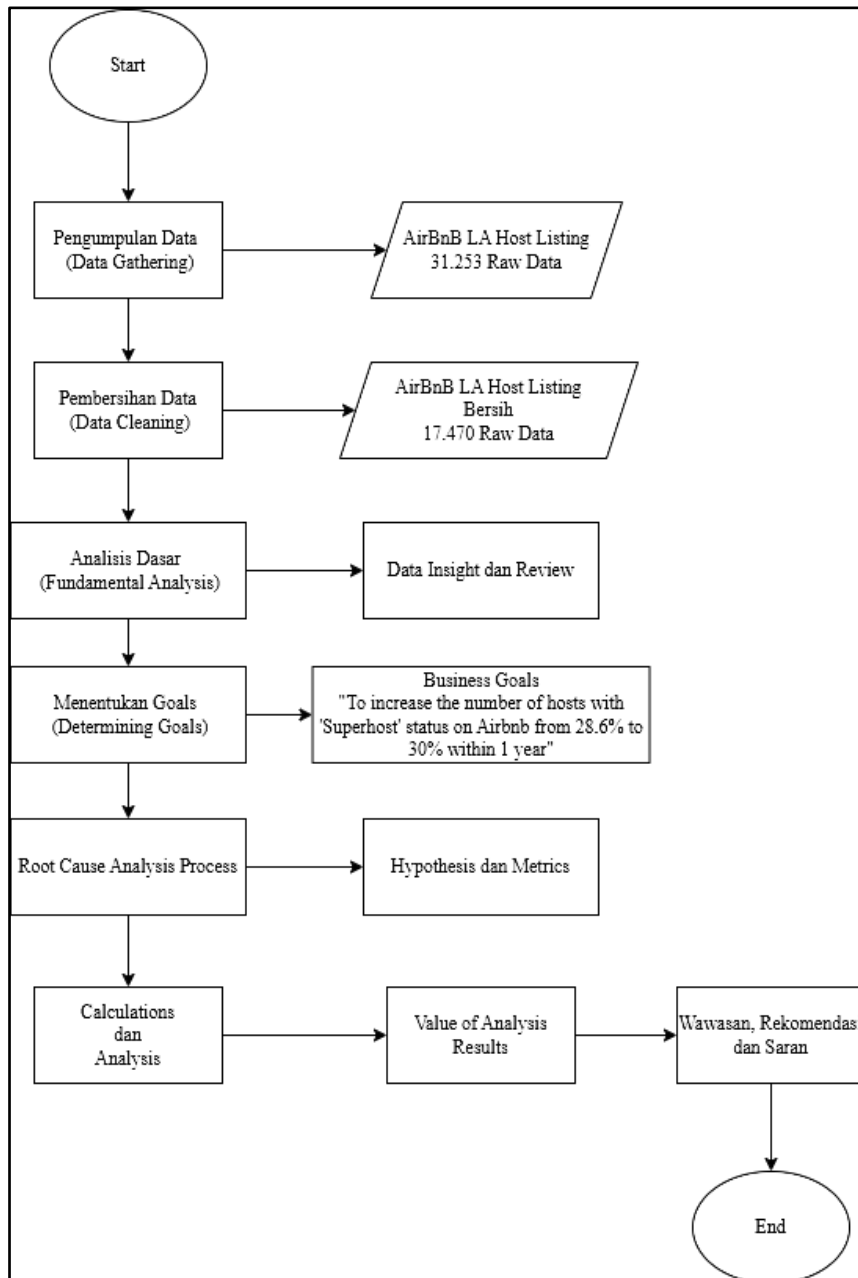 Start
Pengumpulan Data
(Data Gathering)
AirBnB LA Host Listing
31.253 Raw Data
Pembersihan Data
(Data Cleaning)
AirBnB LA Host Listing
Bersih
17.470 Raw Data
Analisis Dasar
(Fundamental Analysis)
Data Insight dan Review
Menentukan Goals
(Determining Goals)
Business Goals
"To increase the number of hosts with
'Superhost' status on Airbnb from 28.6% to
30% within 1 year"
Root Cause Analysis Process
Hypothesis dan Metrics
Calculations
dan
Analysis
Value of Analysis
Results
Wawasan, Rekomendasi
dan Saran
End